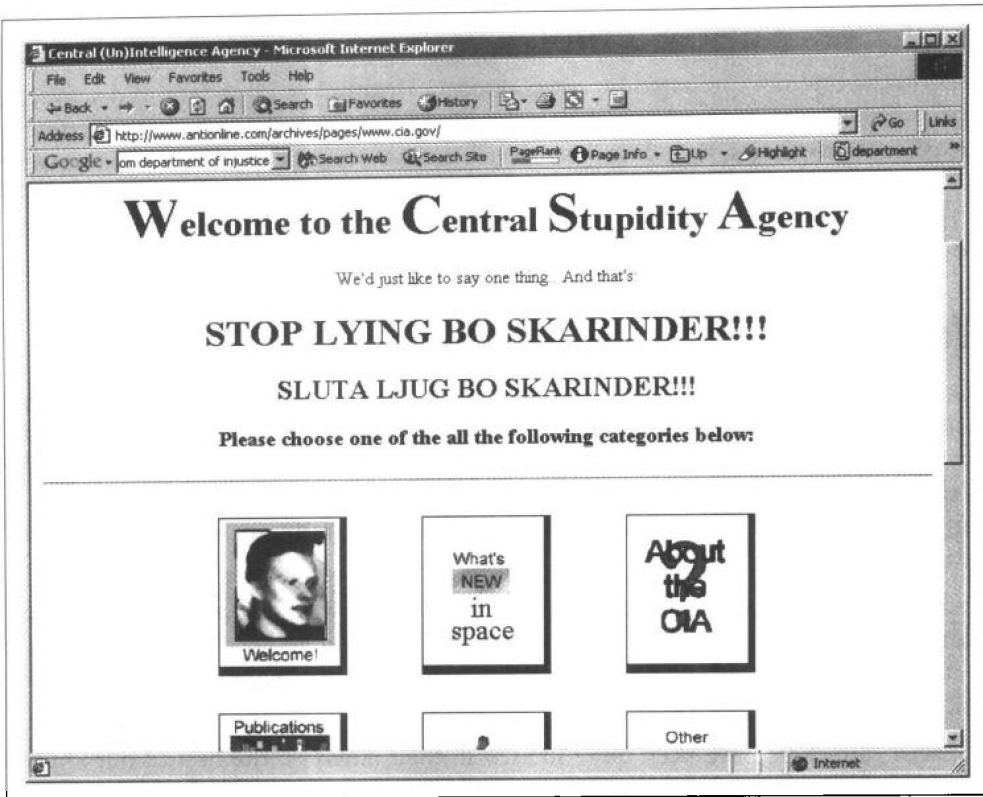 Central (Un)Intelligence Agency - Microsoft Internet Explorer
File Edit View Favorites Tools Help
Back Search Favorites History
Address http://www.antionline.com/archives/pages/www.cia.gov/ Go Links
Google om department of injustice Search Web Search Site PageRank Page Info Up Highlight department »
Welcome to the Central Stupidity Agency
We'd just like to say one thing.. And that's
STOP LYING BO SKARINDER!!!
SLUTA LJUG BO SKARINDER!!!
Please choose one of the all the following categories below:
Welcome!
What's
NEW
in
space
About
the
CIA
?
Publications
Other
Internet